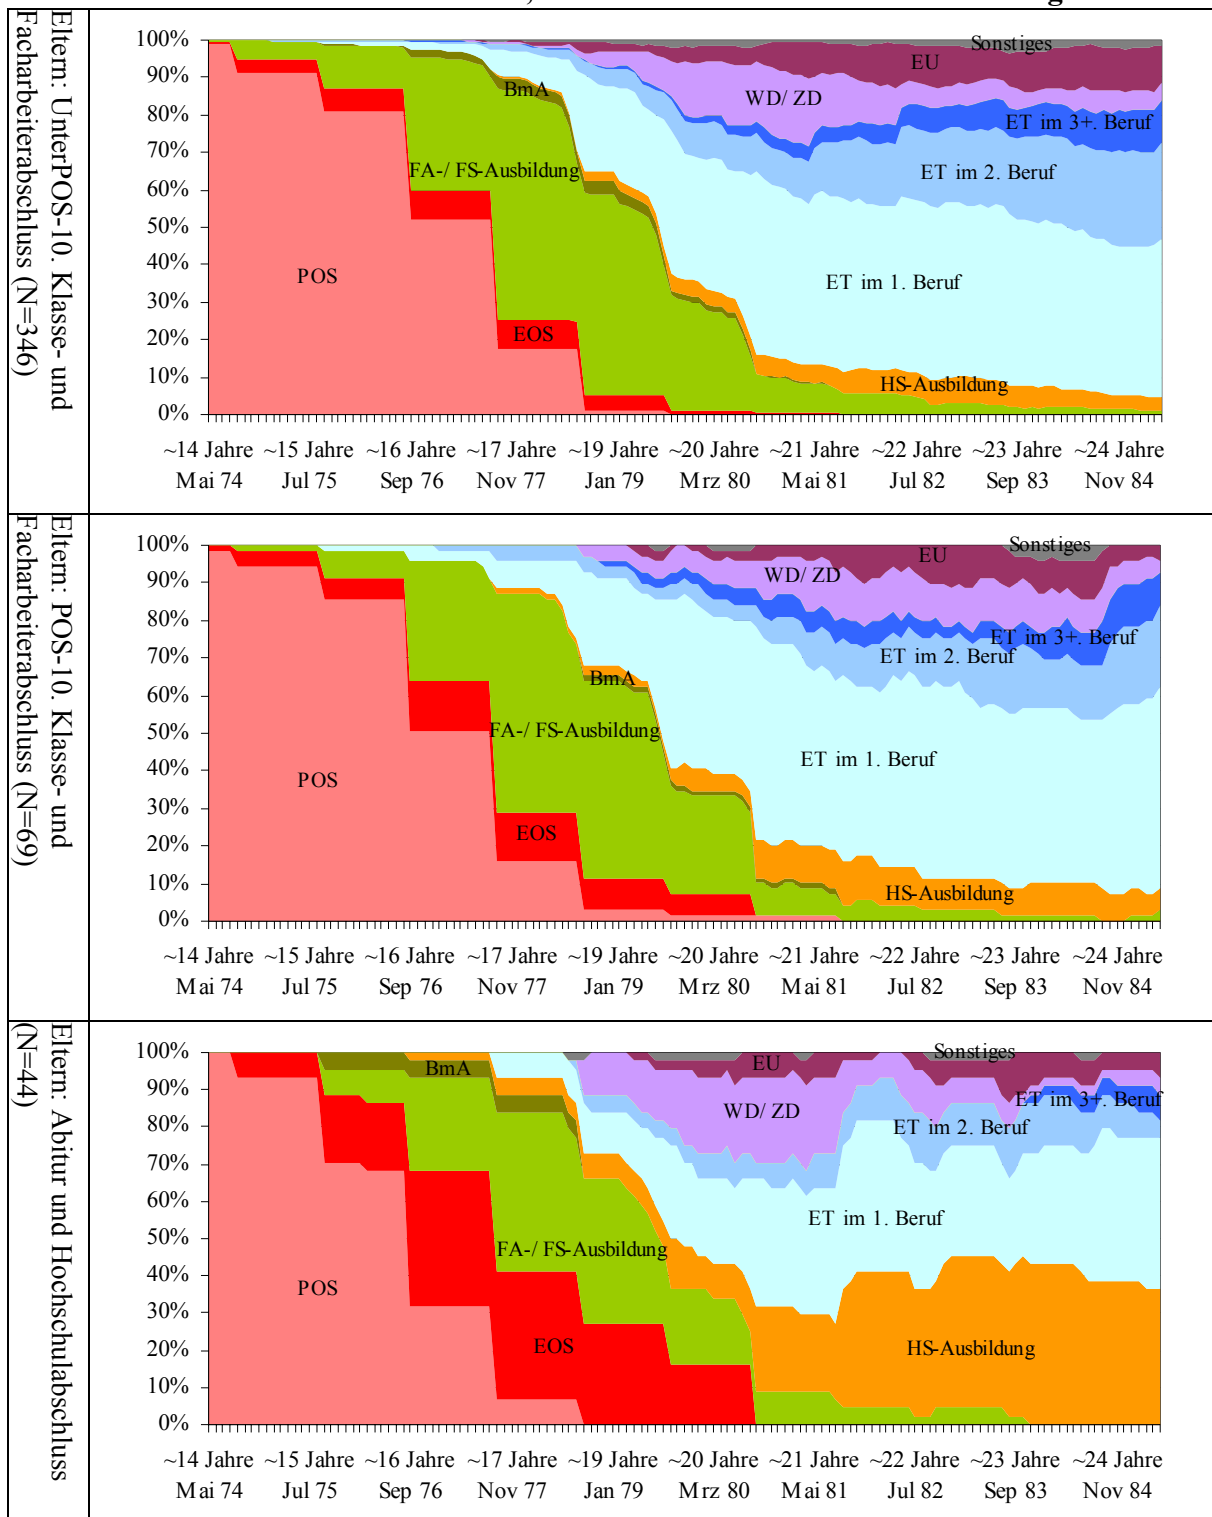 Eltern: UnterPOS-10. Klasse- und
Facharbeiterabschluss (N=346)
100%
90%
80%
70%
60%
50%
40%
30%
20%
10%
0%
Sonstiges
EU
BmA
WD/ ZD
ET im 3+. Beruf
FA-/ FS-Ausbildung
ET im 2. Beruf
POS
ET im 1. Beruf
EOS
HS-Ausbildung
~14 Jahre ~15 Jahre ~16 Jahre ~17 Jahre ~19 Jahre ~20 Jahre ~21 Jahre ~22 Jahre ~23 Jahre ~24 Jahre
Mai 74 Jul 75 Sep 76 Nov 77 Jan 79 Mrz 80 Mai 81 Jul 82 Sep 83 Nov 84
Eltern: POS-10. Klasse- und
Facharbeiterabschluss (N=69)
100%
90%
80%
70%
60%
50%
40%
30%
20%
10%
0%
Sonstiges
EU
WD/ ZD
ET im 3+. Beruf
ET im 2. Beruf
BmA
FA-/ FS-Ausbildung
ET im 1. Beruf
POS
EOS
HS-Ausbildung
~14 Jahre ~15 Jahre ~16 Jahre ~17 Jahre ~19 Jahre ~20 Jahre ~21 Jahre ~22 Jahre ~23 Jahre ~24 Jahre
Mai 74 Jul 75 Sep 76 Nov 77 Jan 79 Mrz 80 Mai 81 Jul 82 Sep 83 Nov 84
Eltern: Abitur und Hochschulabschluss
(N=44)
100%
90%
80%
70%
60%
50%
40%
30%
20%
10%
0%
Sonstiges
EU
BmA
ET im 3+. Beruf
WD/ ZD
ET im 2. Beruf
ET im 1. Beruf
FA-/ FS-Ausbildung
POS
EOS
HS-Ausbildung
~14 Jahre ~15 Jahre ~16 Jahre ~17 Jahre ~19 Jahre ~20 Jahre ~21 Jahre ~22 Jahre ~23 Jahre ~24 Jahre
Mai 74 Jul 75 Sep 76 Nov 77 Jan 79 Mrz 80 Mai 81 Jul 82 Sep 83 Nov 84